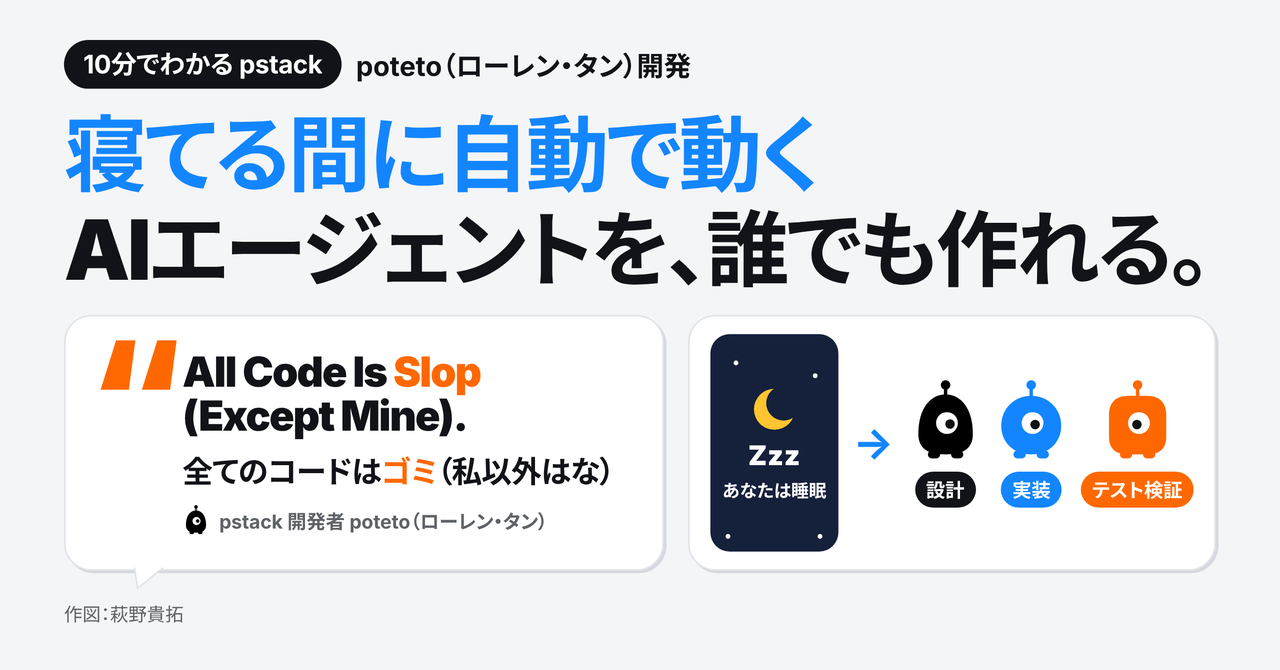 10分でわかる pstack poteto（ローレン・タン）開発
寝てる間に自動で動く
AIエージェントを、誰でも作れる。
All Code Is Slop
(Except Mine).
全てのコードはゴミ（私以外はな）
pstack 開発者 poteto（ローレン・タン）
Zzz
あなたは睡眠
設計
実装
テスト検証
作図：萩野貴拓